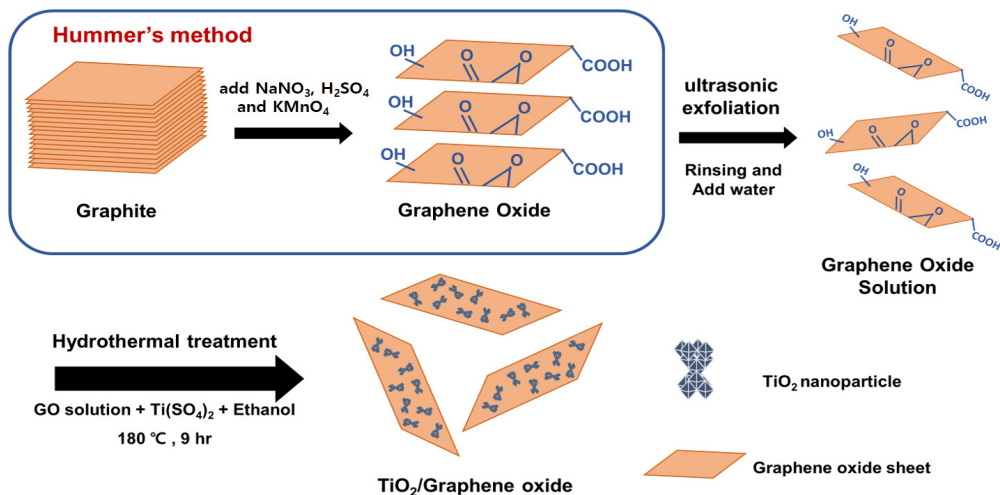 Hummer's method
add NaNO3, H2SO4
and KMnO4
Graphite
OH
O
O
COOH
OH
O
O
COOH
OH
O
O
COOH
Graphene Oxide
ultrasonic
exfoliation
Rinsing and
Add water
OH
O
O
COOH
OH
O
O
COOH
OH
O
O
COOH
Graphene Oxide
Solution
Hydrothermal treatment
GO solution + Ti(SO4)2 + Ethanol
180 ℃ , 9 hr
TiO2/Graphene oxide
TiO2 nanoparticle
Graphene oxide sheet